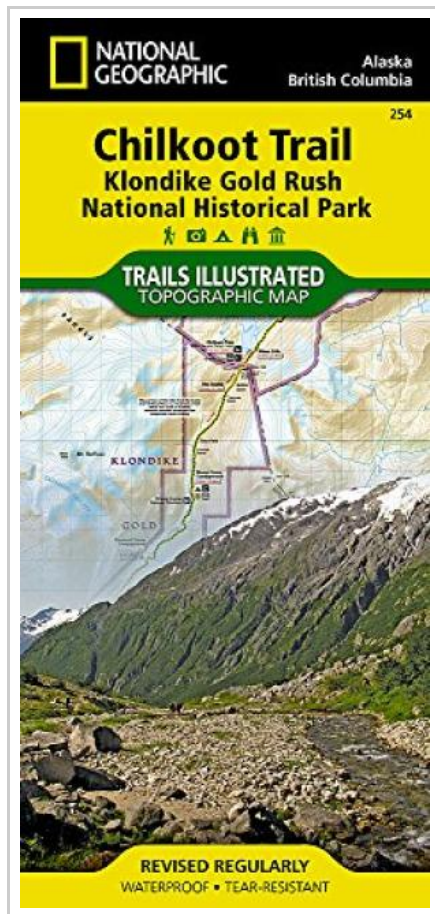 NATIONAL
GEOGRAPHIC
Alaska
British Columbia
254
Chilkoot Trail
Klondike Gold Rush
National Historical Park
TRAILS ILLUSTRATED
TOPOGRAPHIC MAP
KLONDIKE
GOLD
REVISED REGULARLY
WATERPROOF • TEAR-RESISTANT